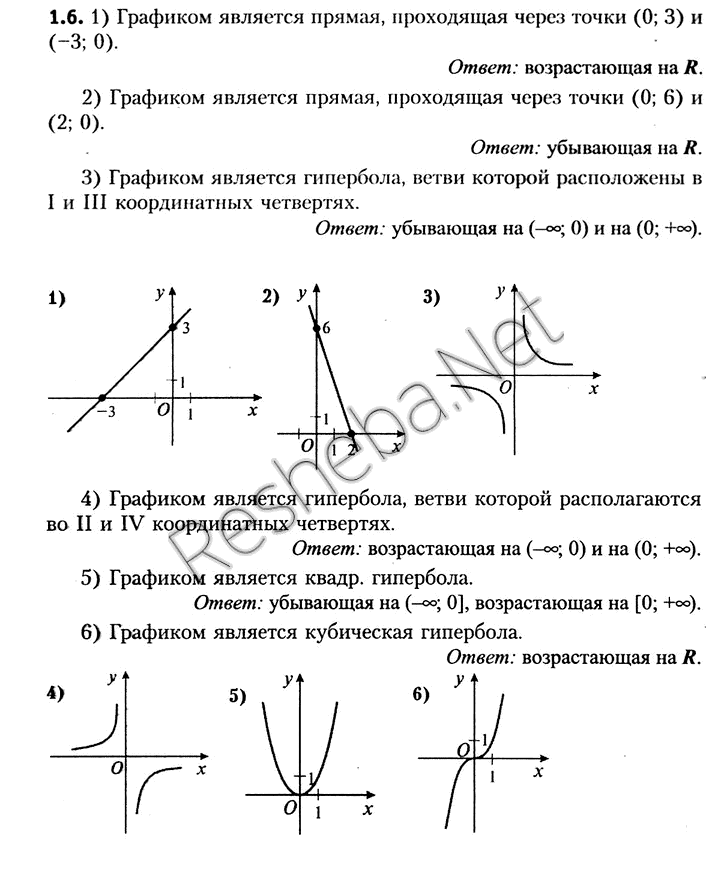 1.6. 1) Графиком является прямая, проходящая через точки (0; 3) и
(−3; 0).
Ответ: возрастающая на R.
2) Графиком является прямая, проходящая через точки (0; 6) и
(2; 0).
Ответ: убывающая на R.
3) Графиком является гипербола, ветви которой расположены в
I и III координатных четвертях.
Ответ: убывающая на (−∞; 0) и на (0; +∞).
1) y 3 1 −3 O 1 x
2) y 6 1 O 1 2 x
3) y O x
Resheba.Net
4) Графиком является гипербола, ветви которой располагаются
во II и IV координатных четвертях.
Ответ: возрастающая на (−∞; 0) и на (0; +∞).
5) Графиком является квадр. гипербола.
Ответ: убывающая на (−∞; 0], возрастающая на [0; +∞).
6) Графиком является кубическая гипербола.
Ответ: возрастающая на R.
4) y O x
5) y 1 O 1 x
6) y O 1 1 x